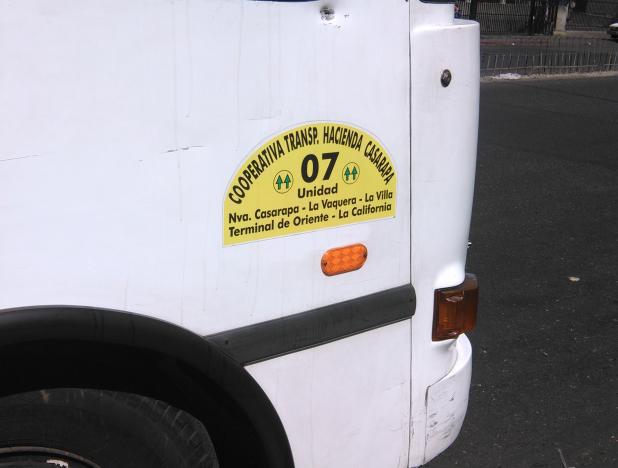 COOPERATIVA TRANSP. HACIENDA CASARAPA
07
Unidad
Nva. Casarapa - La Vaquera - La Villa
Terminal de Oriente - La California